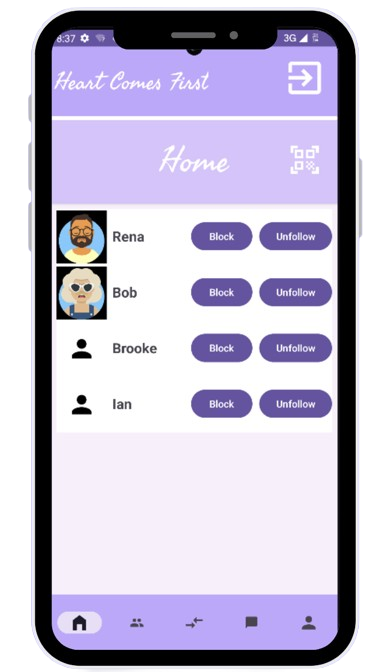 8:37 3G
Heart Comes First
Home
Rena Block Unfollow
Bob Block Unfollow
Brooke Block Unfollow
Ian Block Unfollow